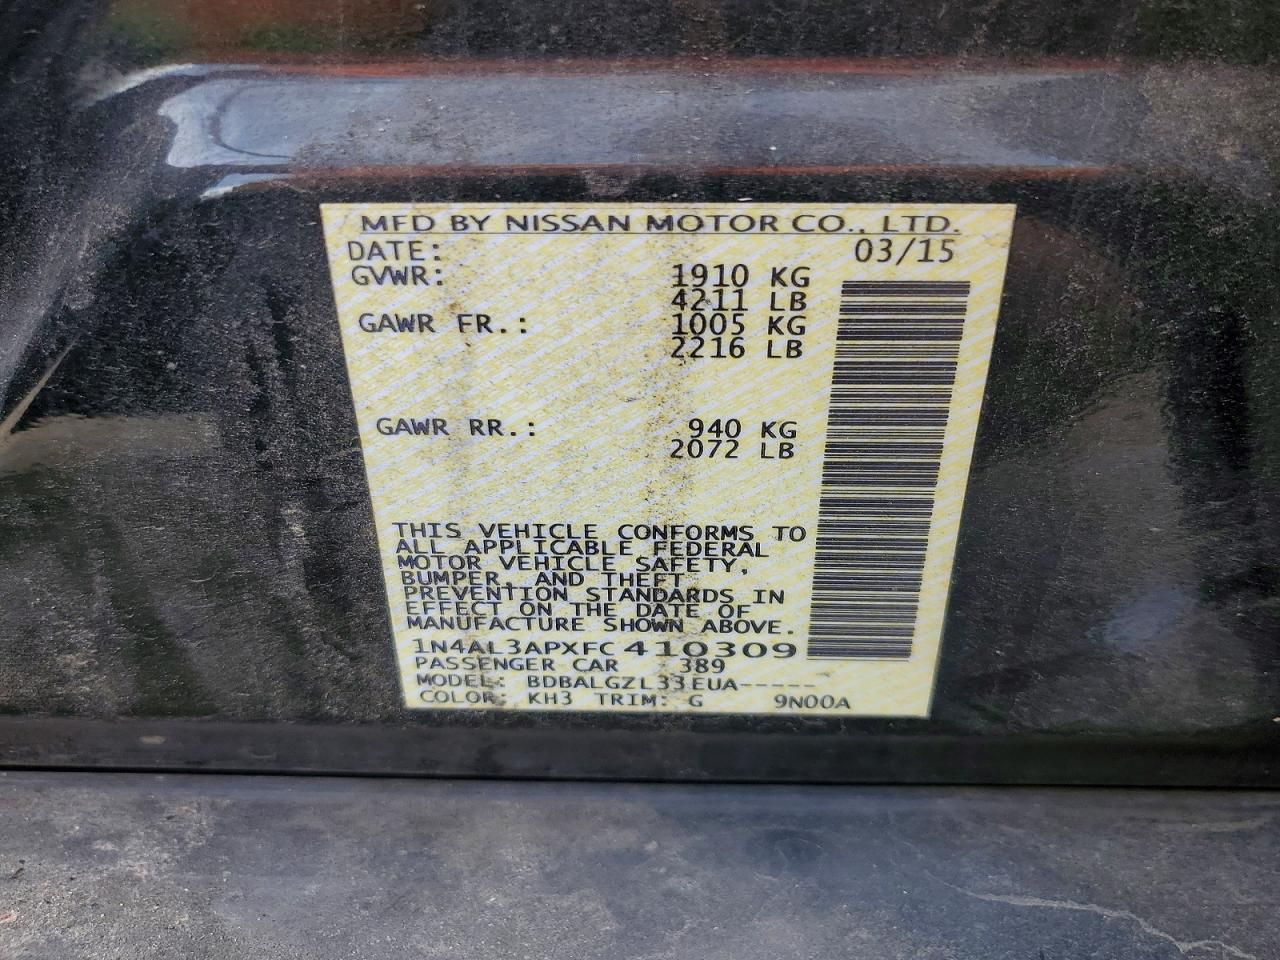 MFD BY NISSAN MOTOR CO., LTD.
DATE: 03/15
GVWR: 1910 KG
4211 LB
GAWR FR.: 1005 KG
2216 LB
GAWR RR.: 940 KG
2072 LB
THIS VEHICLE CONFORMS TO
ALL APPLICABLE FEDERAL
MOTOR VEHICLE SAFETY,
BUMPER, AND THEFT
PREVENTION STANDARDS IN
EFFECT ON THE DATE OF
MANUFACTURE SHOWN ABOVE.
1N4AL3APXFC410309
PASSENGER CAR 389
MODEL: BDBALGZL33EUA-----
COLOR: KH3 TRIM: G 9N00A